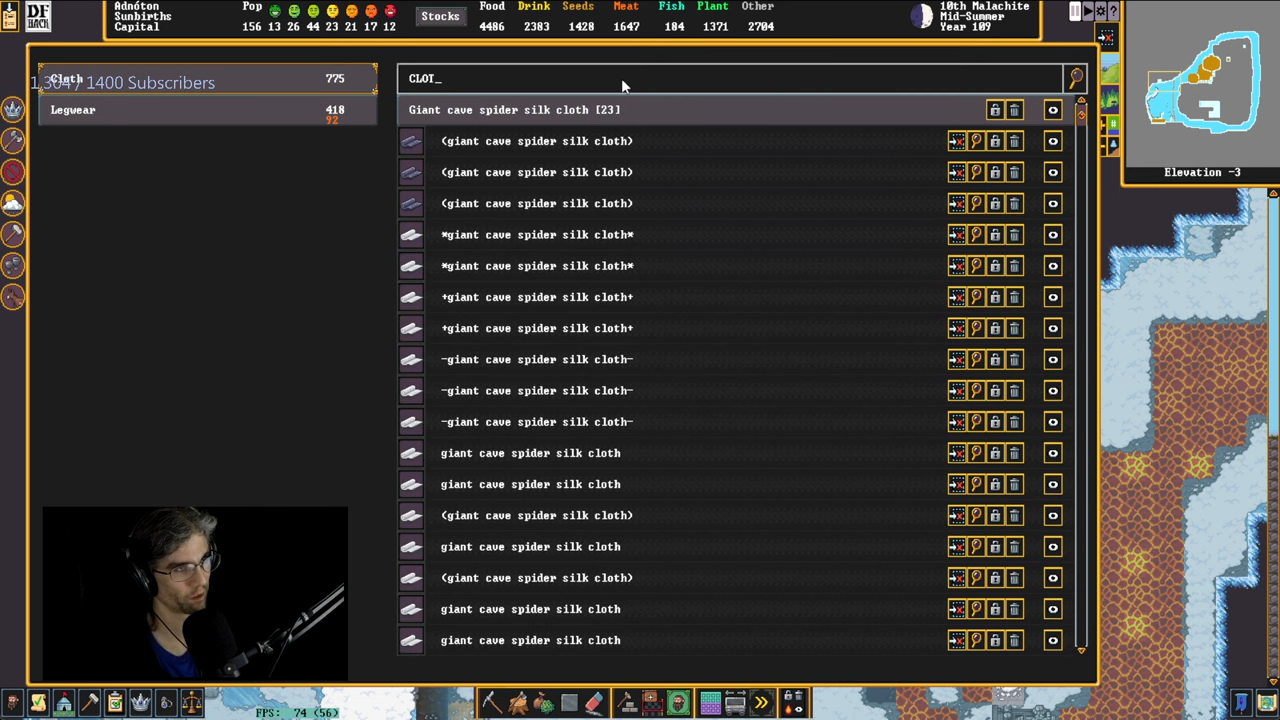 DF
HACK
Adnóton
Sunbirths
Capital
Pop
156 13 26 44 23 21 17 12
Stocks
Food Drink Seeds Meat Fish Plant Other
4486 2383 1428 1647 184 1371 2704
10th Malachite
Mid-Summer
Year 109
Elevation -3
Cloth 775
1,304 / 1400 Subscribers
Legwear 418
92
CLOT_
Giant cave spider silk cloth [23]
(giant cave spider silk cloth)
(giant cave spider silk cloth)
(giant cave spider silk cloth)
*giant cave spider silk cloth*
*giant cave spider silk cloth*
+giant cave spider silk cloth+
+giant cave spider silk cloth+
-giant cave spider silk cloth-
-giant cave spider silk cloth-
-giant cave spider silk cloth-
giant cave spider silk cloth
giant cave spider silk cloth
(giant cave spider silk cloth)
giant cave spider silk cloth
(giant cave spider silk cloth)
giant cave spider silk cloth
giant cave spider silk cloth
FPS: 74 (56)